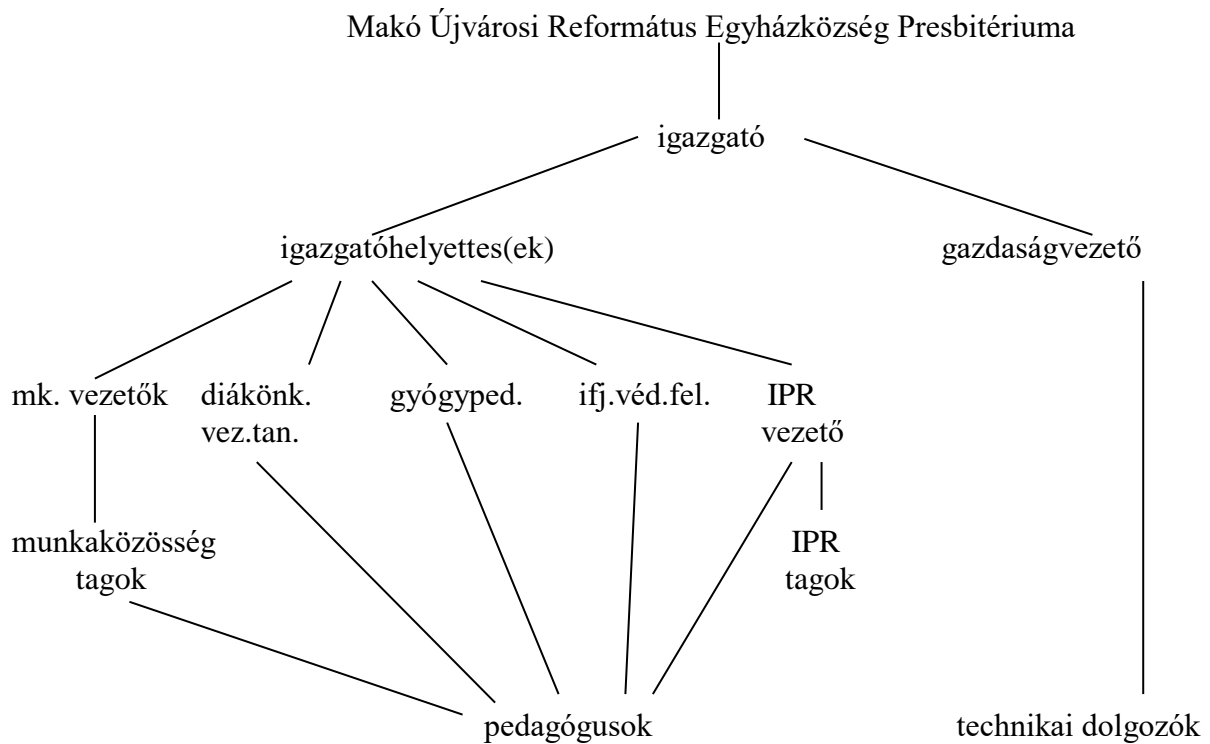 Makó Újvárosi Református Egyházközség Presbitériuma
igazgató
igazgatóhelyettes(ek)
gazdaságvezető
mk. vezetők
diákönk.
vez.tan.
gyógyped.
ifj.véd.fel.
IPR
vezető
munkaközösség
tagok
IPR
tagok
pedagógusok
technikai dolgozók